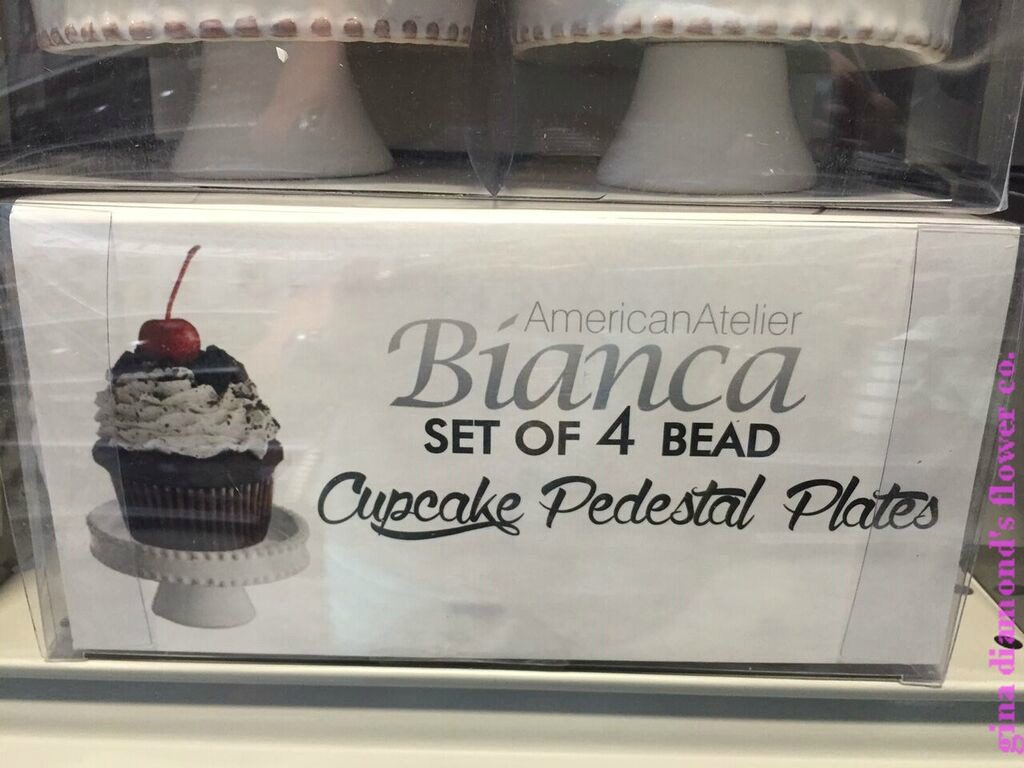 AmericanAtelier
Bianca
SET OF 4 BEAD
Cupcake Pedestal Plates
gina diamond's flower co.